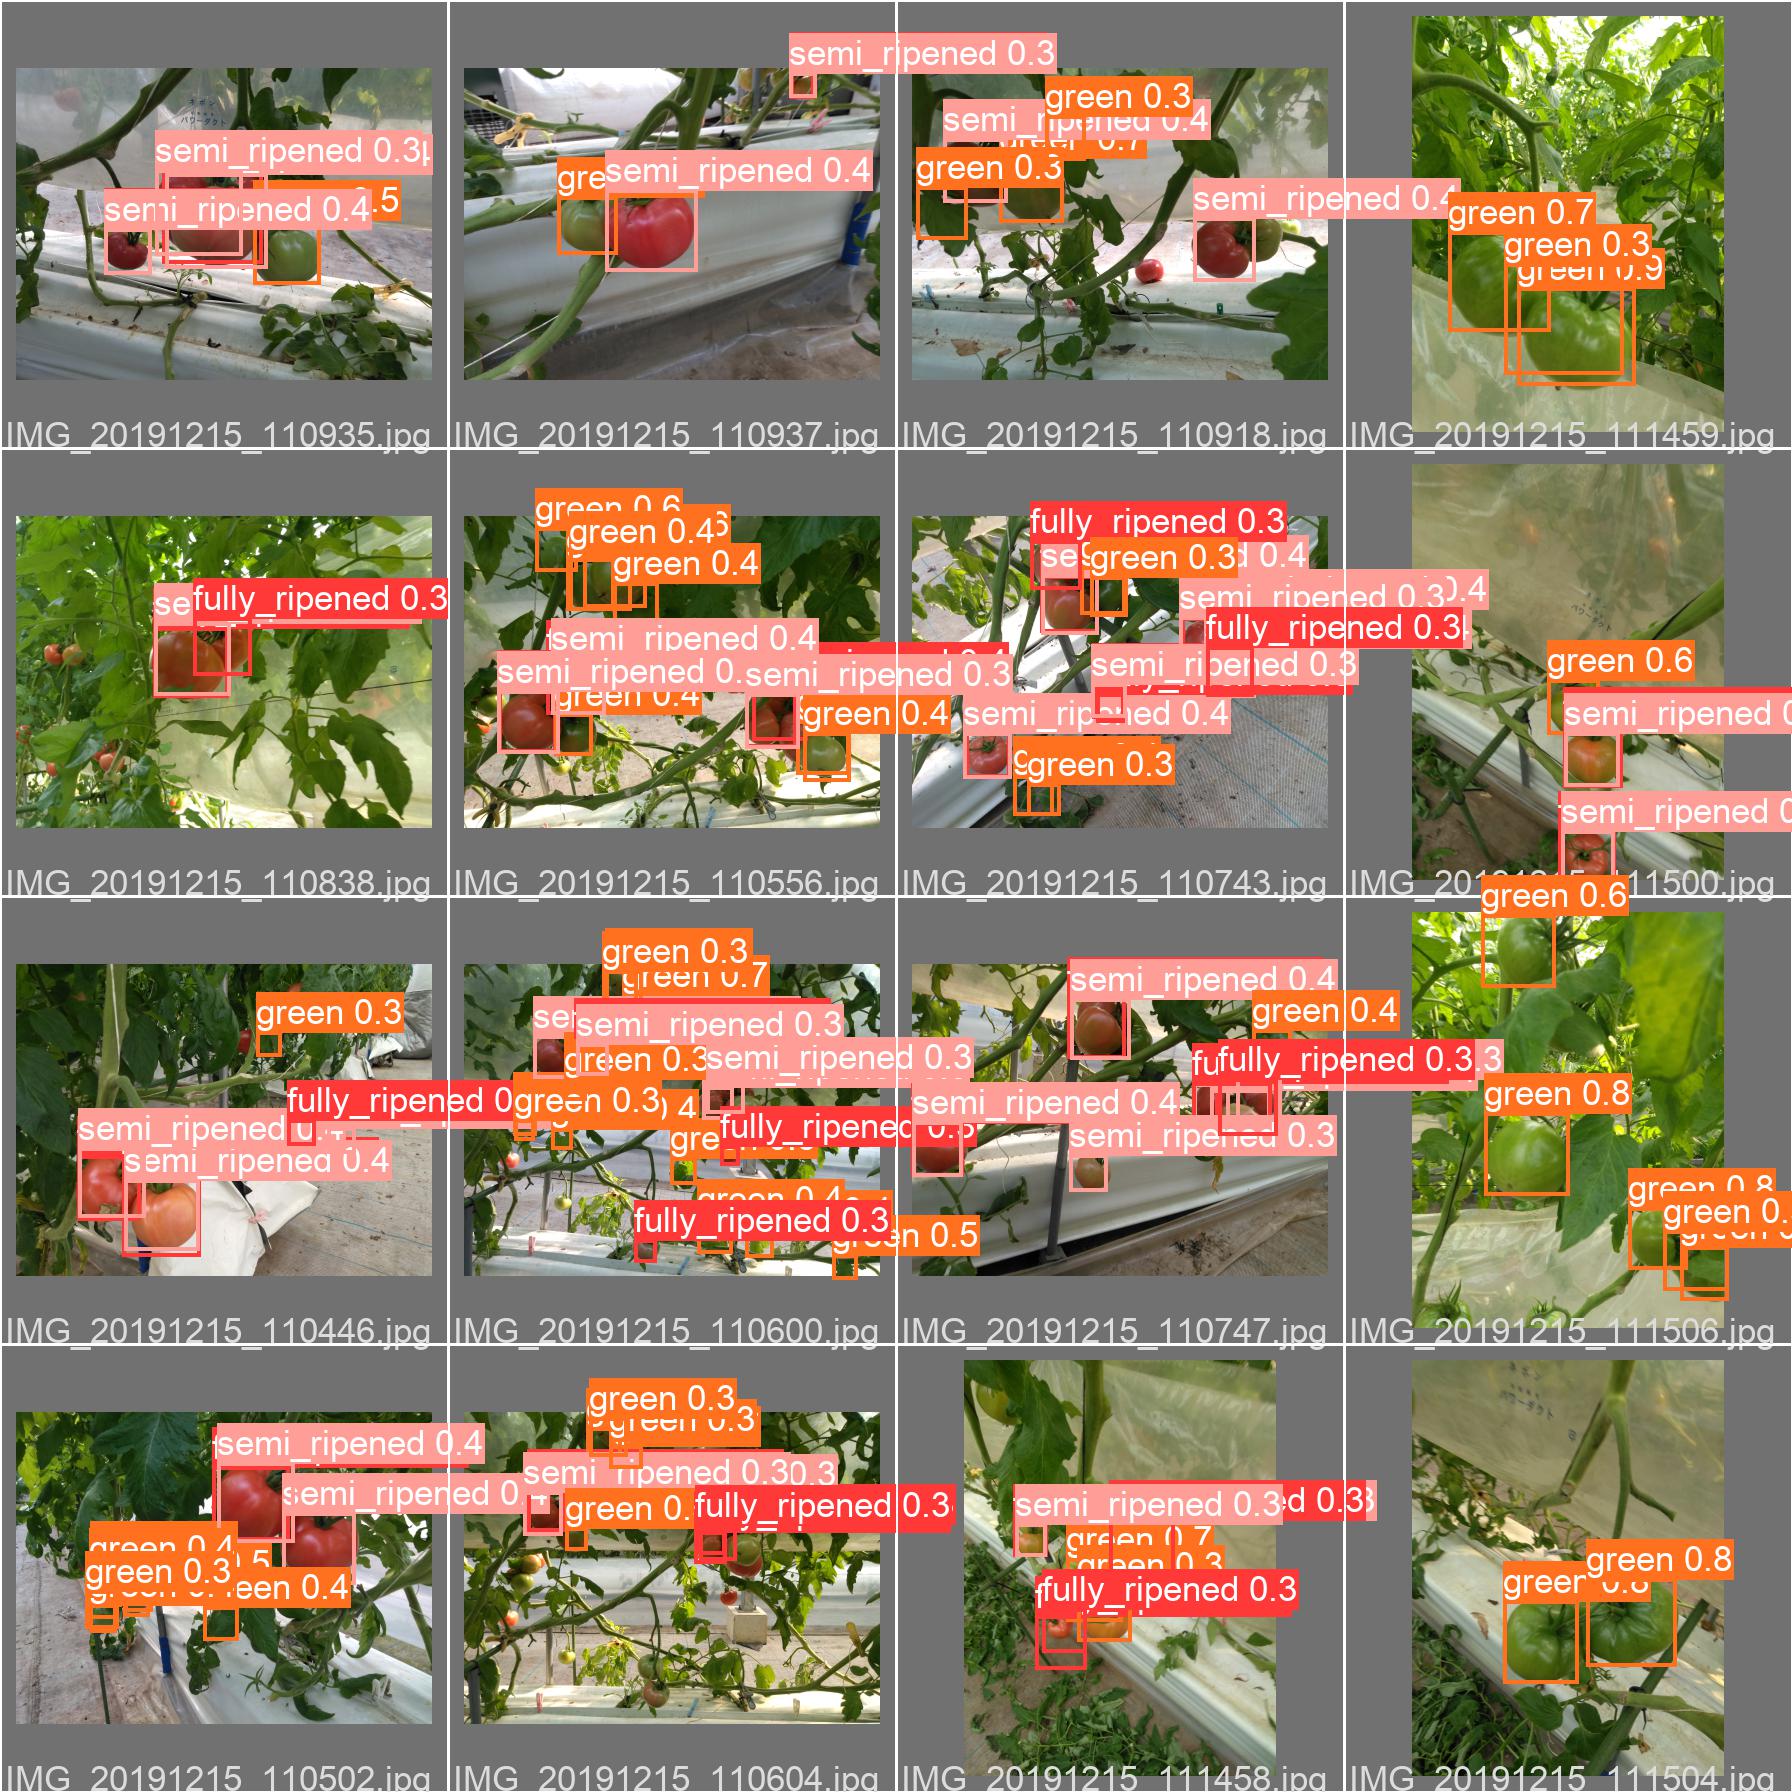 semi_ripened 0.3
semi_ripened 0.4
.5
IMG_20191215_110935.jpg
semi_ripened 0.3
gre
semi_ripened 0.4
IMG_20191215_110937.jpg
green 0.3
semi_ripened 0.4
green 0.3
semi_ripened 0.4
IMG_20191215_110918.jpg
green 0.7
green 0.3
green 0.9
IMG_20191215_111459.jpg
se
fully_ripened 0.3
IMG_20191215_110838.jpg
green 0.6
green 0.4
green 0.4
semi_ripened 0.4
semi_ripened 0.
semi_ripened 0.3
green 0.4
green 0.4
IMG_20191215_110556.jpg
fully_ripened 0.3
se
green 0.3
d 0.4
semi_ripened 0.3
fully_ripened 0.3
semi_ripened 0.3
semi_ripened 0.4
green 0.3
IMG_20191215_110743.jpg
green 0.6
semi_ripened 0
semi_ripened 0
IMG_20191215_111500.jpg
green 0.3
fully_ripened 0
semi_ripened 0.4
semi_ripened 0.4
IMG_20191215_110446.jpg
green 0.3
green 0.7
se
semi_ripened 0.3
green 0.3
semi_ripened 0.3
green 0.3
fully_ripened 0.3
gre
green 0.4
fully_ripened 0.3
green 0.5
IMG_20191215_110600.jpg
semi_ripened 0.4
green 0.4
fu
fully_ripened 0.3
semi_ripened 0.4
semi_ripened 0.3
IMG_20191215_110747.jpg
green 0.6
green 0.8
green 0.8
green 0.
IMG_20191215_111506.jpg
semi_ripened 0.4
semi_ripened 0.4
green 0.4
green 0.3
een 0.4
IMG_20191215_110502.jpg
green 0.3
green 0.3
semi_ripened 0.3
green 0.
fully_ripened 0.3
IMG_20191215_110604.jpg
semi_ripened 0.3
ed 0.3
green 0.7
green 0.3
fully_ripened 0.3
IMG_20191215_111458.jpg
green 0.8
green 0.8
IMG_20191215_111504.jpg